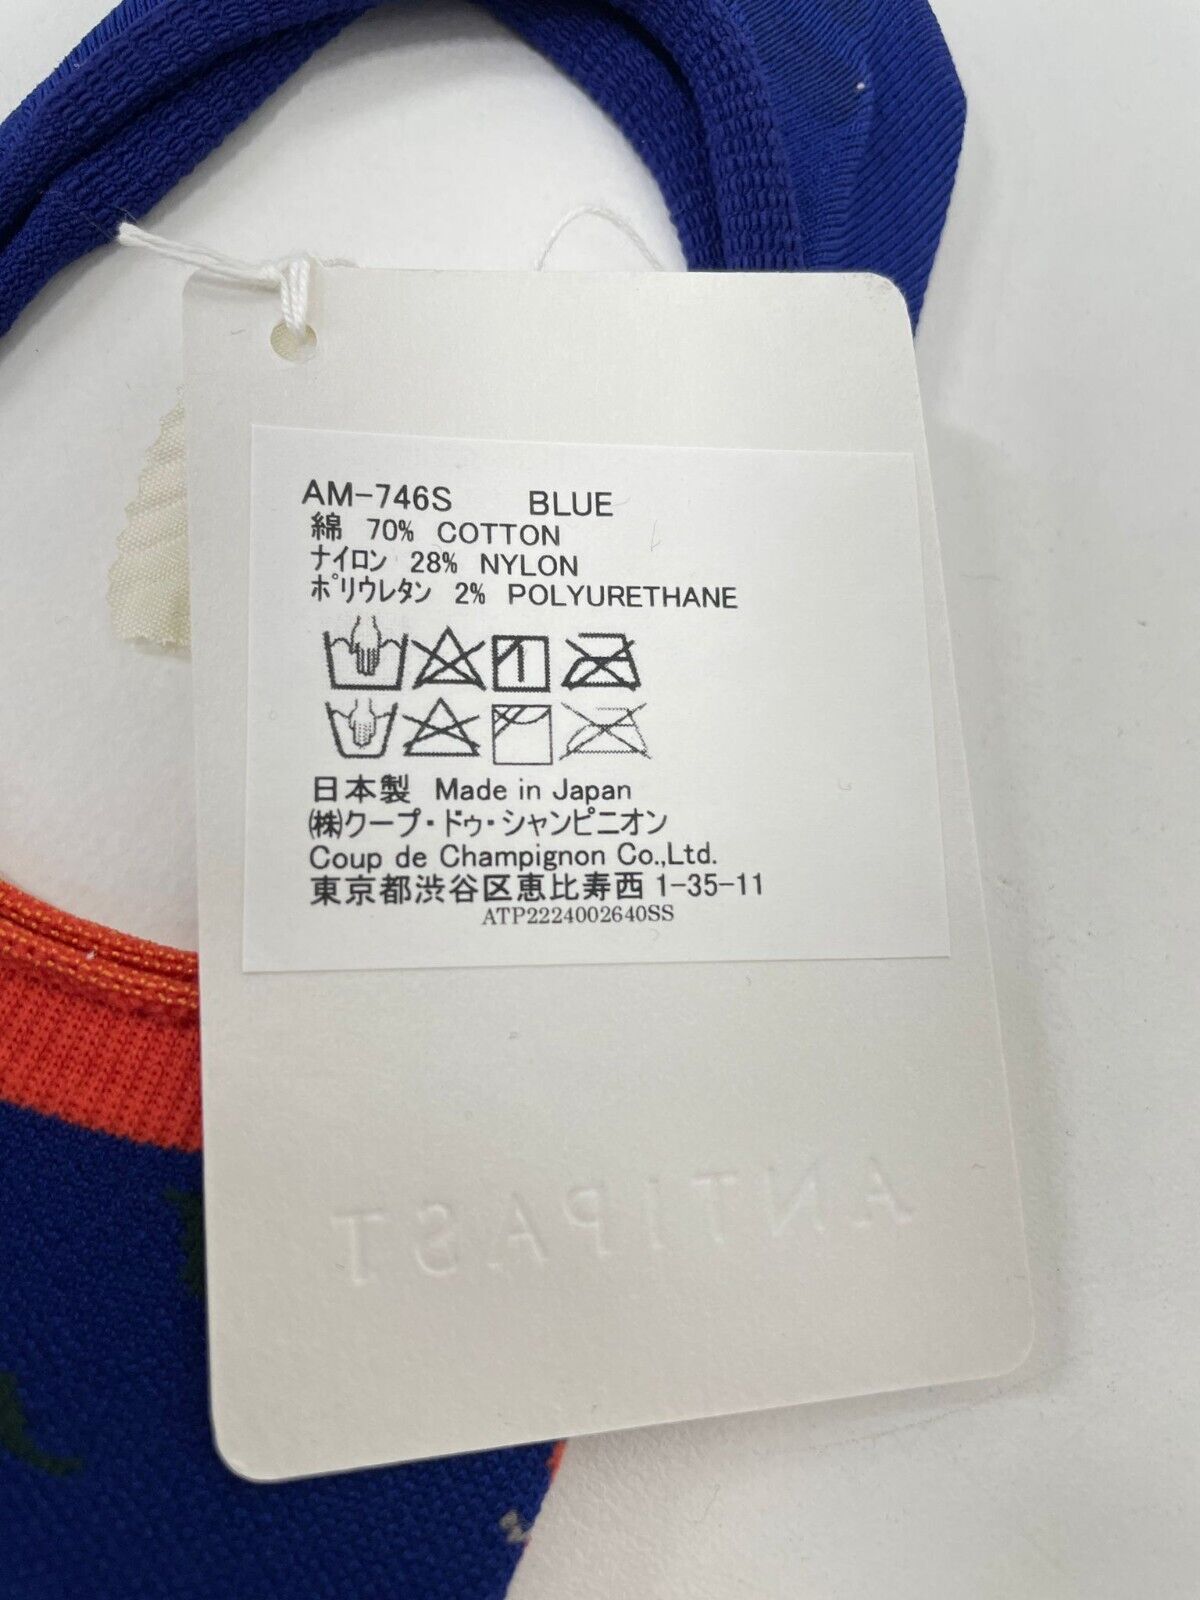 AM-746S BLUE
綿 70% COTTON
ナイロン 28% NYLON
ポリウレタン 2% POLYURETHANE
日本製 Made in Japan
㈱クープ・ドゥ・シャンピニオン
Coup de Champignon Co.,Ltd.
東京都渋谷区恵比寿西 1-35-11
ATP2224002640SS
ANTIPAST